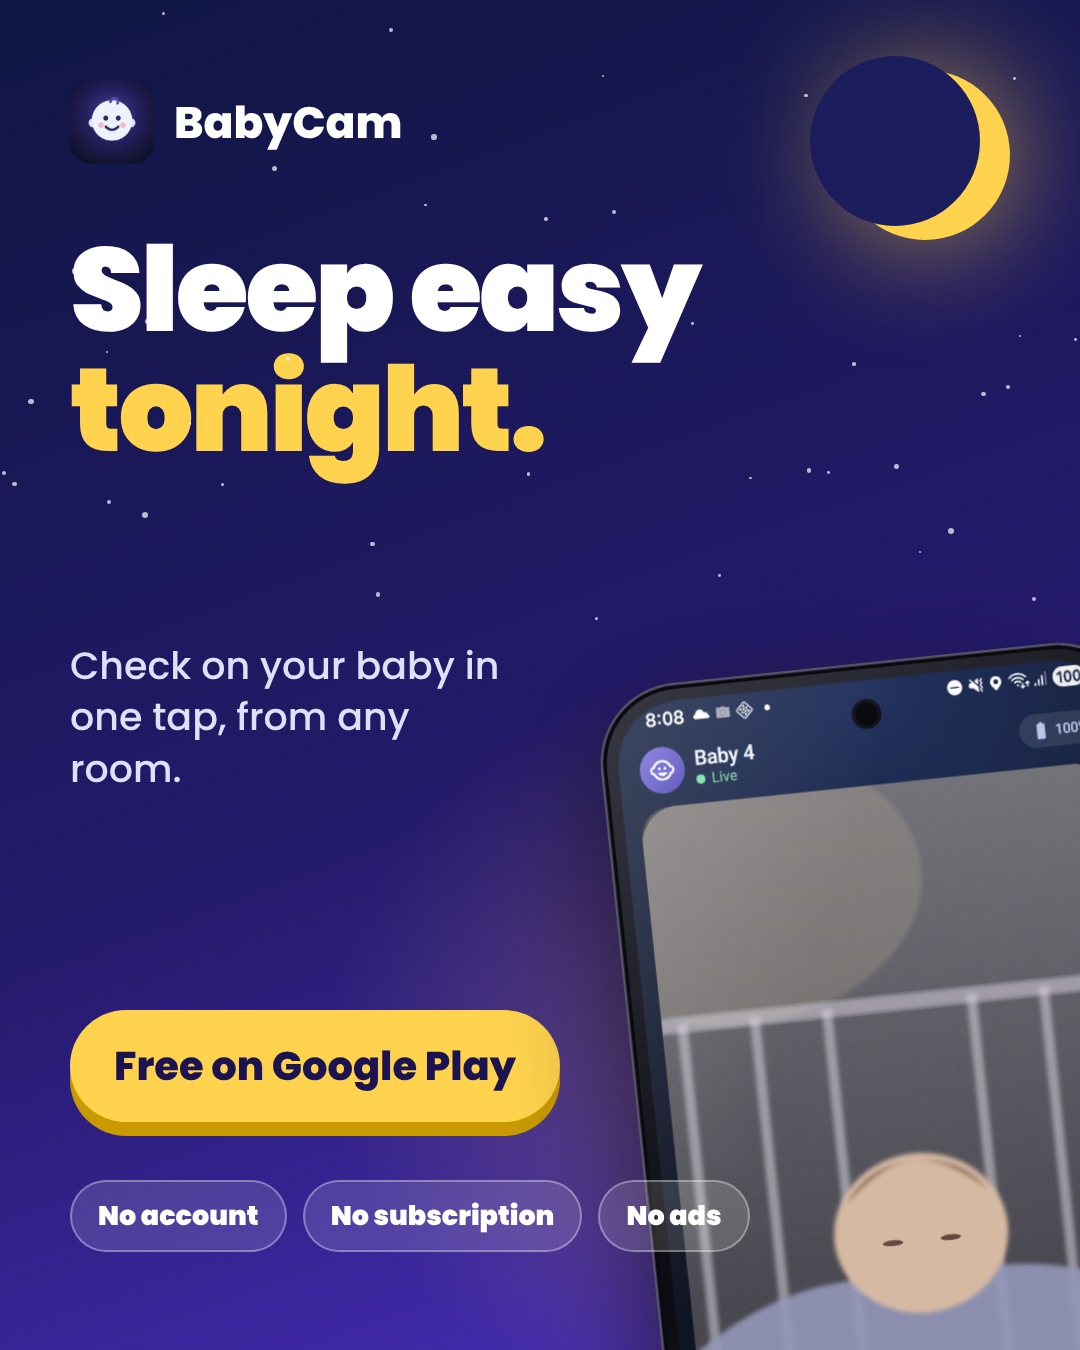 BabyCam
Sleep easy
tonight.
Check on your baby in
one tap, from any
room.
8:08
100
Baby 4
Live
100%
Free on Google Play
No account
No subscription
No ads